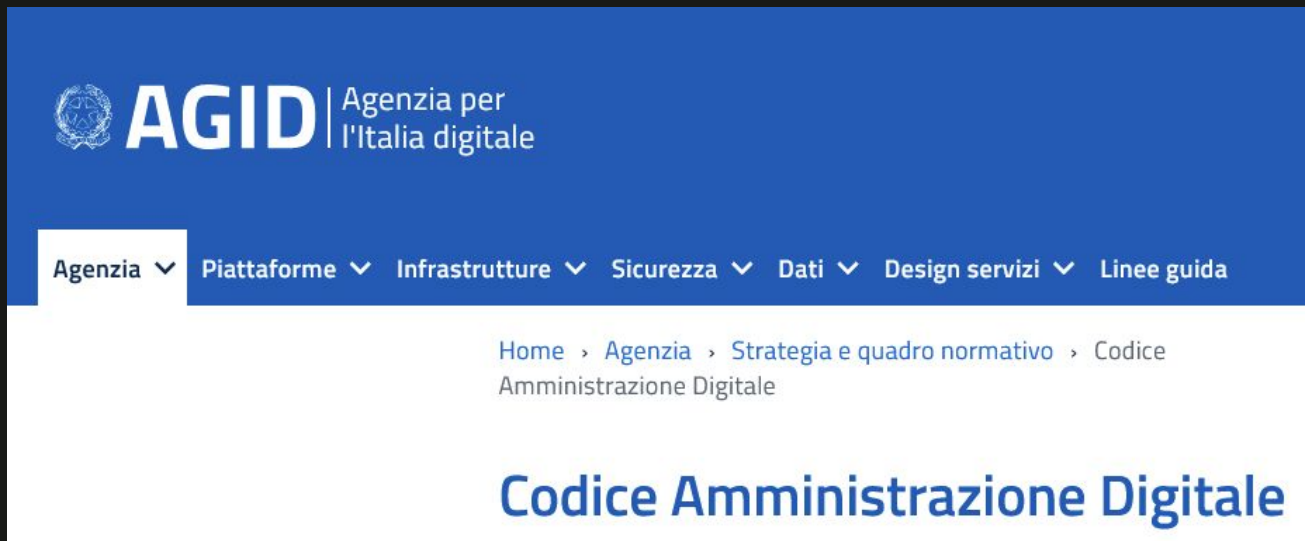 AGID
Agenzia per
l'Italia digitale
Agenzia Piattaforme Infrastrutture Sicurezza Dati Design servizi Linee guida
Home › Agenzia › Strategia e quadro normativo › Codice
Amministrazione Digitale
Codice Amministrazione Digitale